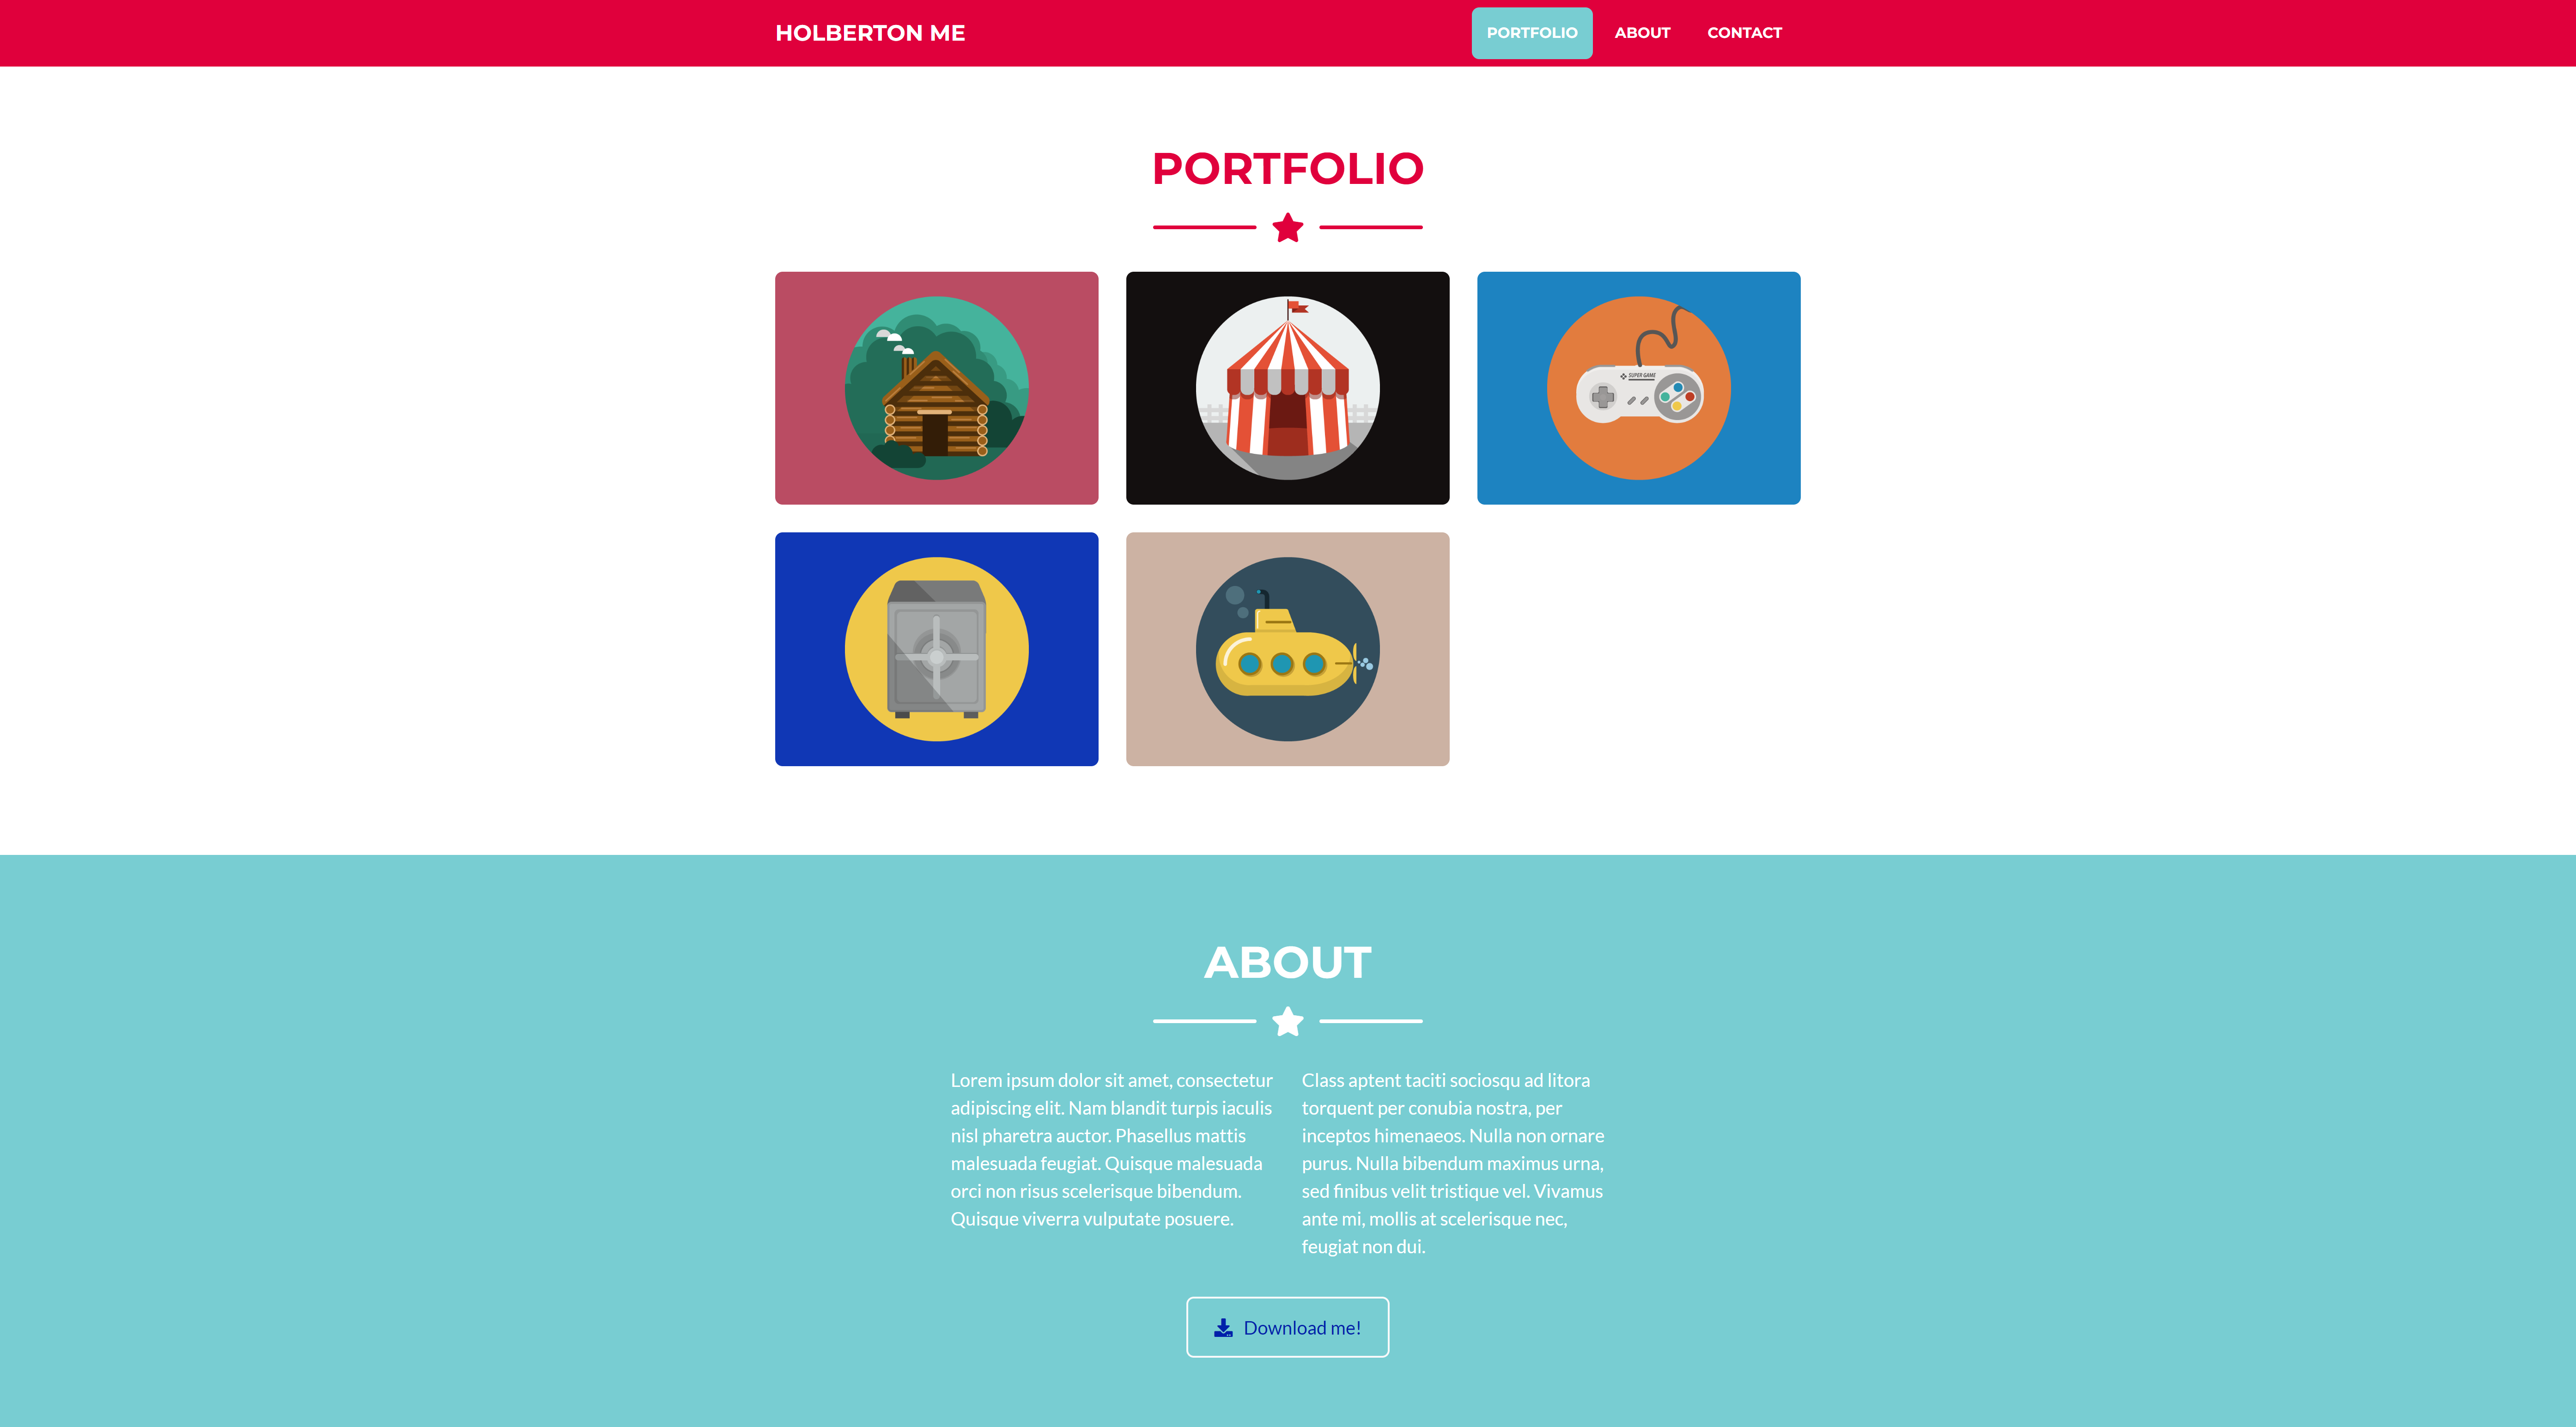 HOLBERTON ME
PORTFOLIO
ABOUT
CONTACT
PORTFOLIO
SUPER GAME
ABOUT
Lorem ipsum dolor sit amet, consectetur
adipiscing elit. Nam blandit turpis iaculis
nisl pharetra auctor. Phasellus mattis
malesuada feugiat. Quisque malesuada
orci non risus scelerisque bibendum.
Quisque viverra vulputate posuere.
Class aptent taciti sociosqu ad litora
torquent per conubia nostra, per
inceptos himenaeos. Nulla non ornare
purus. Nulla bibendum maximus urna,
sed finibus velit tristique vel. Vivamus
ante mi, mollis at scelerisque nec,
feugiat non dui.
Download me!